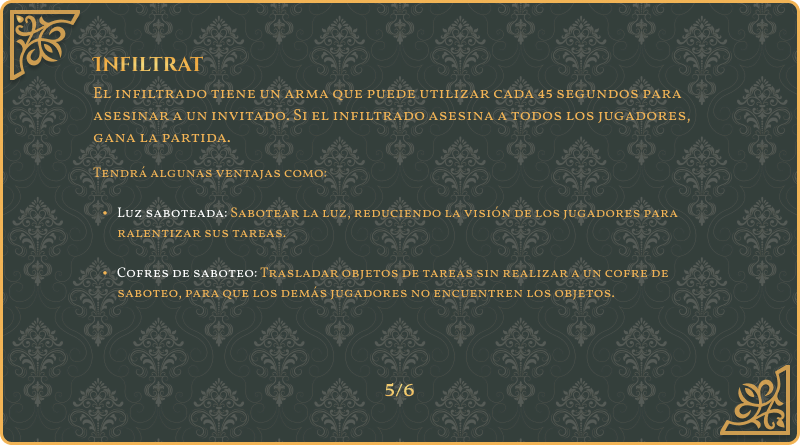 Infiltrat
El infiltrado tiene un arma que puede utilizar cada 45 segundos para
asesinar a un invitado. Si el infiltrado asesina a todos los jugadores,
gana la partida.
Tendrá algunas ventajas como:
• Luz saboteada: Sabotear la luz, reduciendo la visión de los jugadores para
ralentizar sus tareas.
• Cofres de saboteo: Trasladar objetos de tareas sin realizar a un cofre de
saboteo, para que los demás jugadores no encuentren los objetos.
5/6